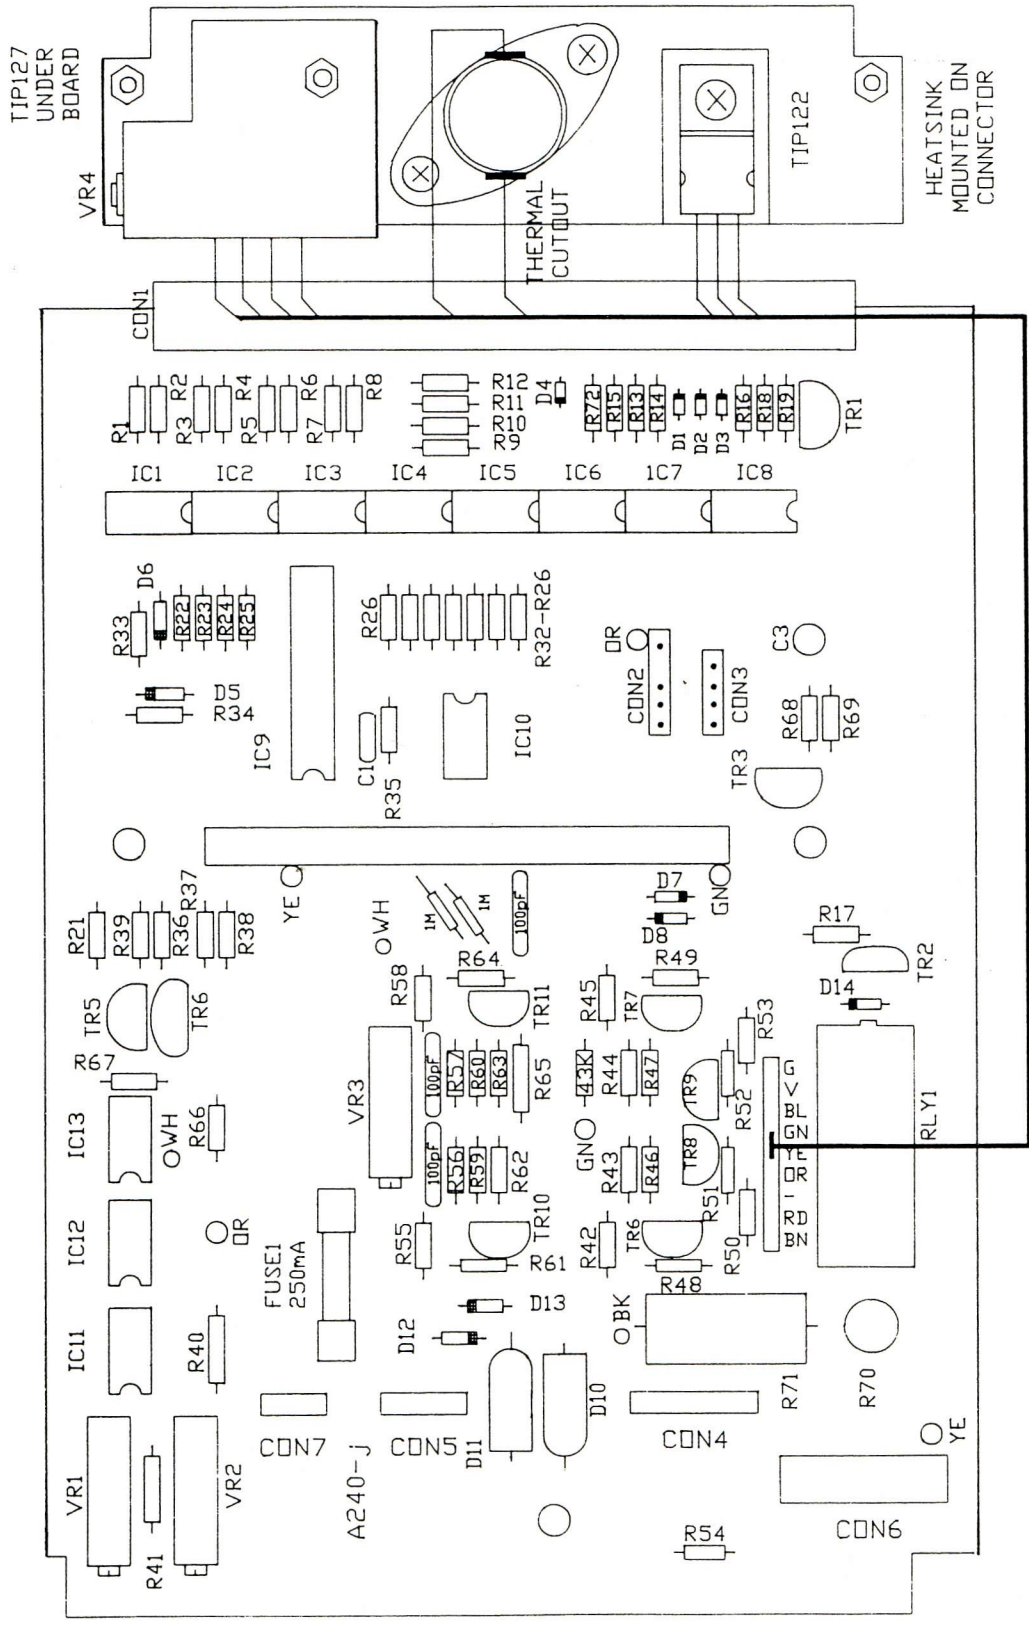 TIP127
UNDER
BOARD
VR4
THERMAL
CUTOUT
TIP122
HEATSINK
MOUNTED ON
CONNECTOR
CON1
R1
R2
R3
R4
R5
R6
R7
R8
R12
R11
R10
R9
D4
R72
R15
R13
R14
D1
D2
D3
R16
R18
R19
TR1
IC1
IC2
IC3
IC4
IC5
IC6
IC7
IC8
R33
D6
R22
R23
R24
R25
D5
R34
IC9
R26
R32-R26
C1
R35
IC10
OR
CON2
CON3
C3
R68
R69
TR3
YE
WH
1M
1M
100pF
D7
D8
GN
R21
R39
R36
R37
R38
R17
TR2
D14
TR5
TR6
R58
R64
TR11
R45
R49
TR7
R67
VR3
100pF
R57
R60
R63
R65
43K
R44
R47
TR9
R52
R53
IC13
WH
R66
100pF
R56
R59
R62
GN
R43
R46
TR8
R51
G
V
BL
GN
YE
OR
-
RD
BN
RLY1
IC12
OR
FUSE1
250mA
R55
TR10
R61
R42
TR6
R48
R50
IC11
R40
D12
D13
BK
R71
R70
CON7
CON5
D11
D10
CON4
YE
VR1
R41
VR2
A240-j
R54
CON6